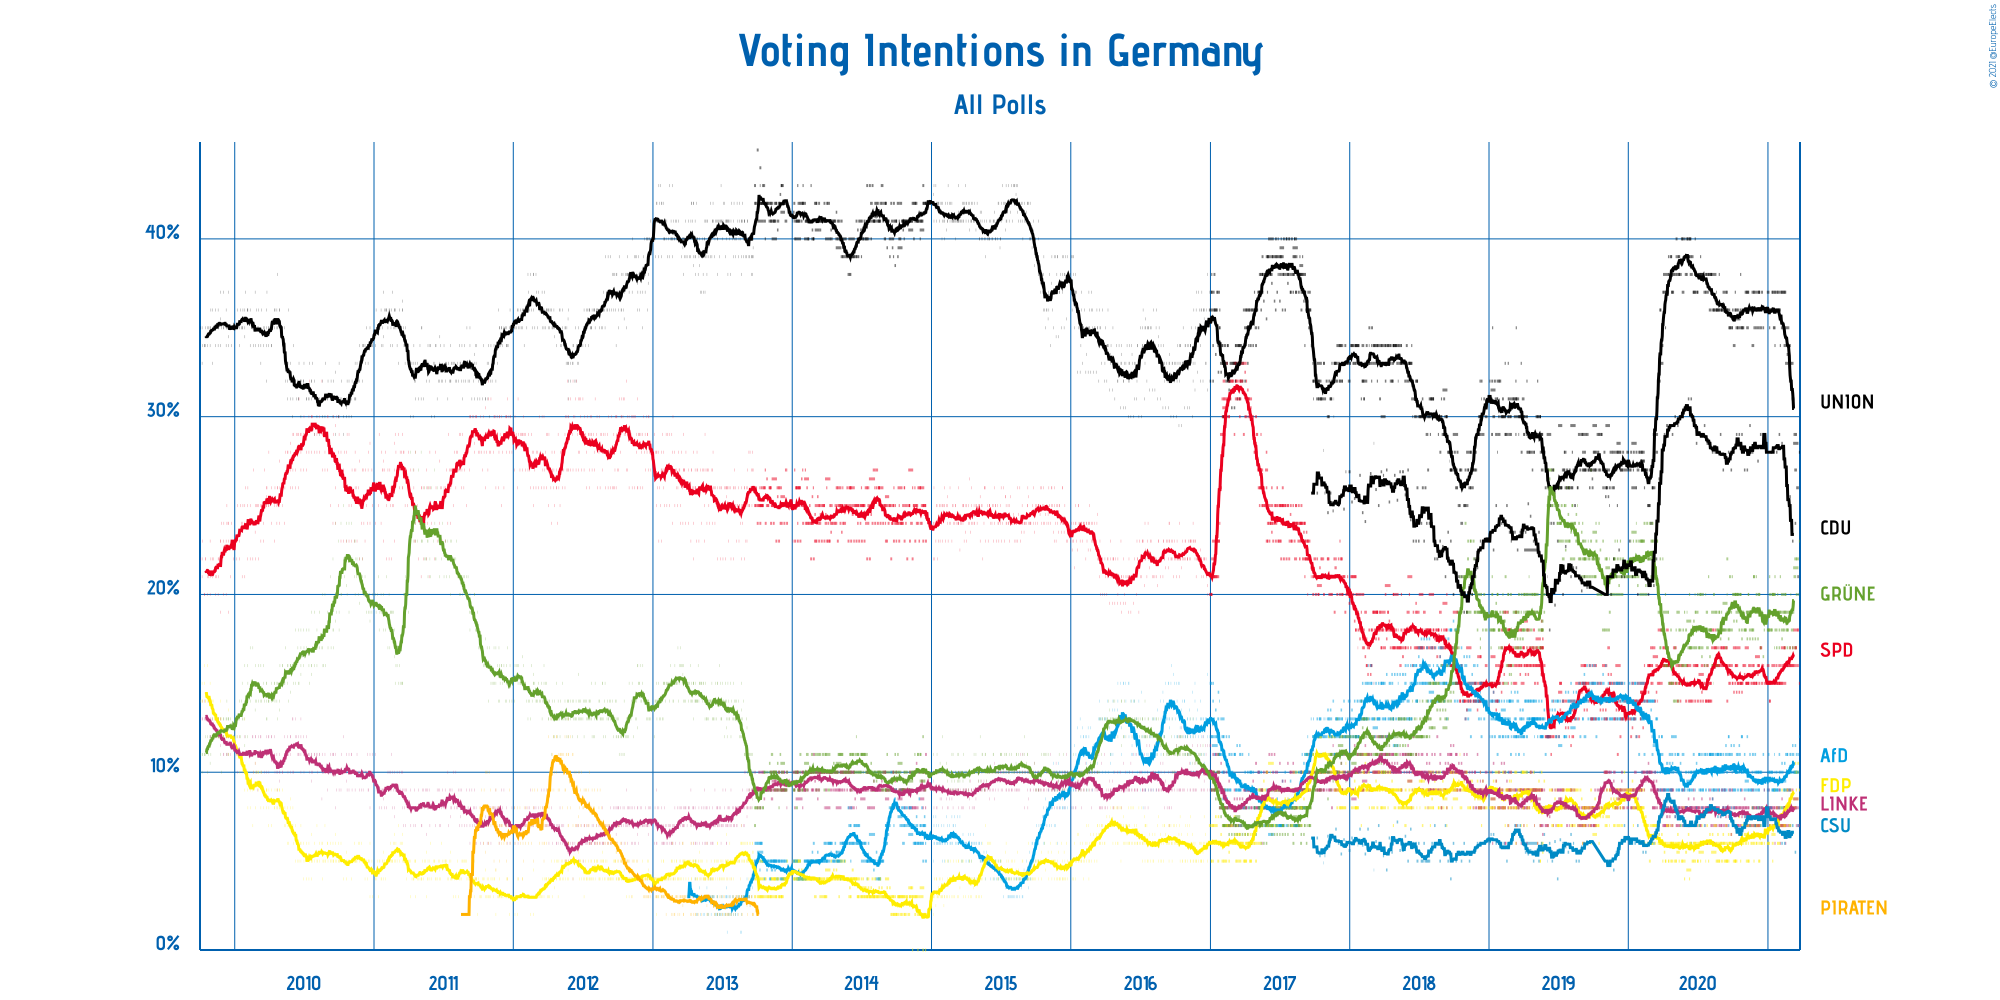 © 2021 @EuropeElects
Voting Intentions in Germany
All Polls
40%
30%
20%
10%
0%
UNION
CDU
GRÜNE
SPD
AfD
FDP
LINKE
CSU
PIRATEN
2010 2011 2012 2013 2014 2015 2016 2017 2018 2019 2020